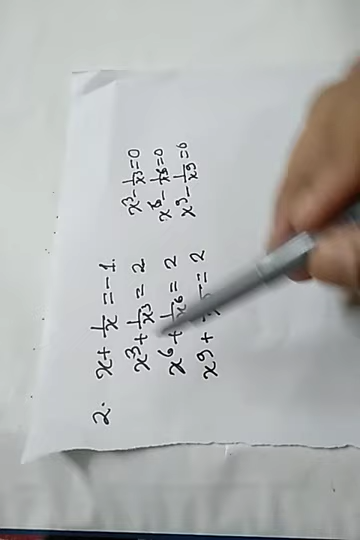 2. x + 1/x = -1.
x³ + 1/x³ = 2 x³ - 1/x³ = 0
x⁶ + 1/x⁶ = 2 x⁶ - 1/x⁶ = 0
x⁹ + = 2 x⁹ - 1/x⁹ = 0